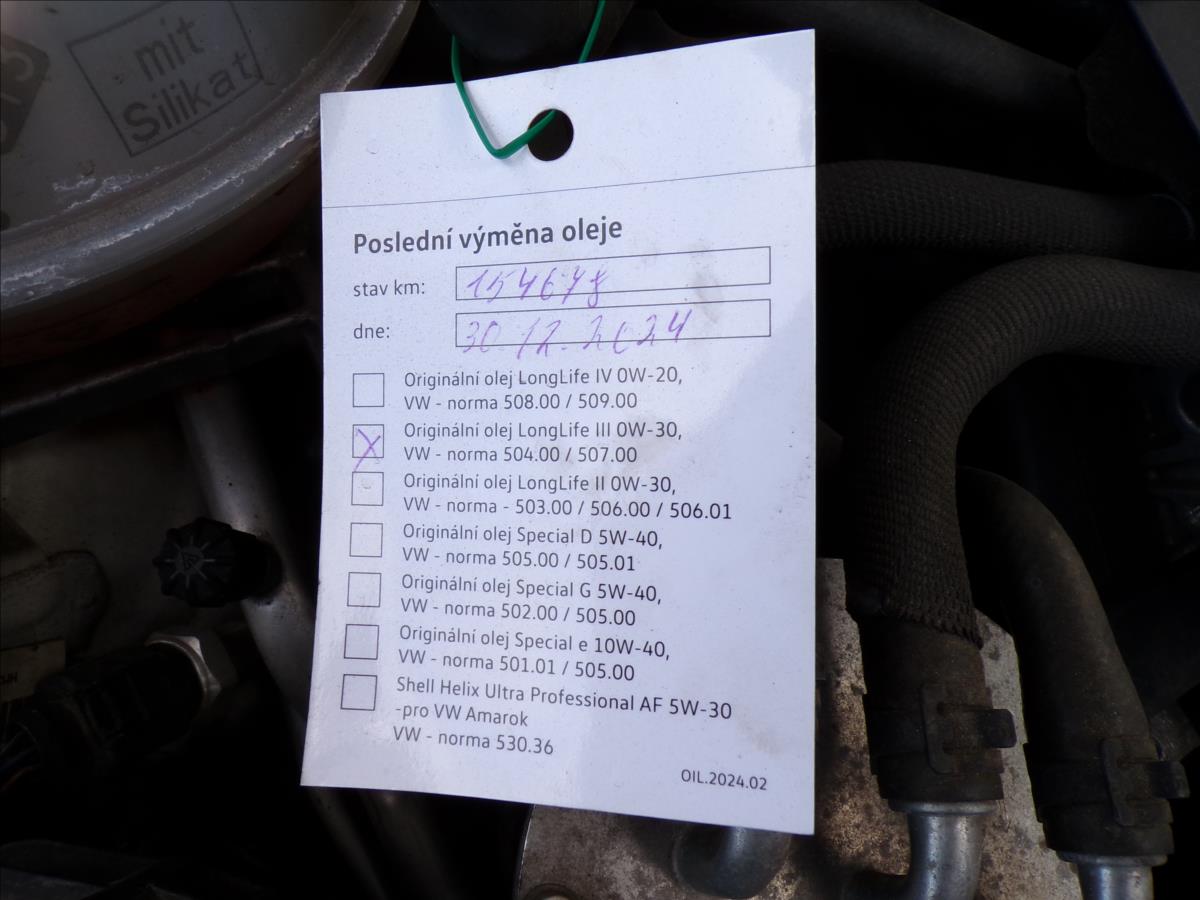 mit
Silikat
Poslední výměna oleje
stav km: 154678
dne: 30.12.2024
Originální olej LongLife IV 0W-20,
VW - norma 508.00 / 509.00
X Originální olej LongLife III 0W-30,
VW - norma 504.00 / 507.00
Originální olej LongLife II 0W-30,
VW - norma - 503.00 / 506.00 / 506.01
Originální olej Special D 5W-40,
VW - norma 505.00 / 505.01
Originální olej Special G 5W-40,
VW - norma 502.00 / 505.00
Originální olej Special e 10W-40,
VW - norma 501.01 / 505.00
Shell Helix Ultra Professional AF 5W-30
-pro VW Amarok
VW - norma 530.36
OIL.2024.02